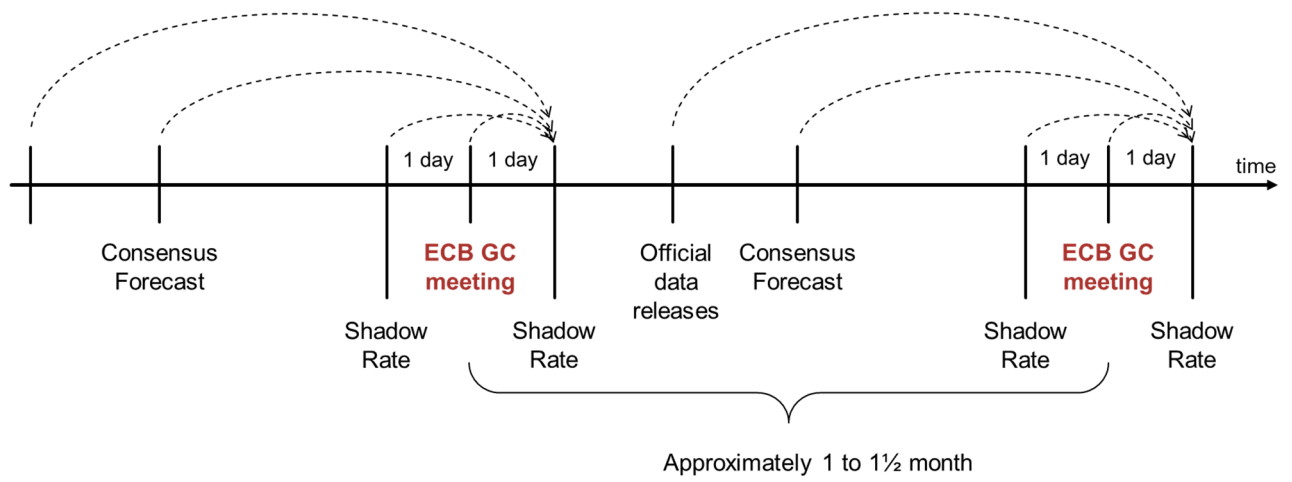 1 day
1 day
1 day
1 day
time
Consensus
Forecast
ECB GC
meeting
Official
data
releases
Consensus
Forecast
ECB GC
meeting
Shadow
Rate
Shadow
Rate
Shadow
Rate
Shadow
Rate
Approximately 1 to 1½ month